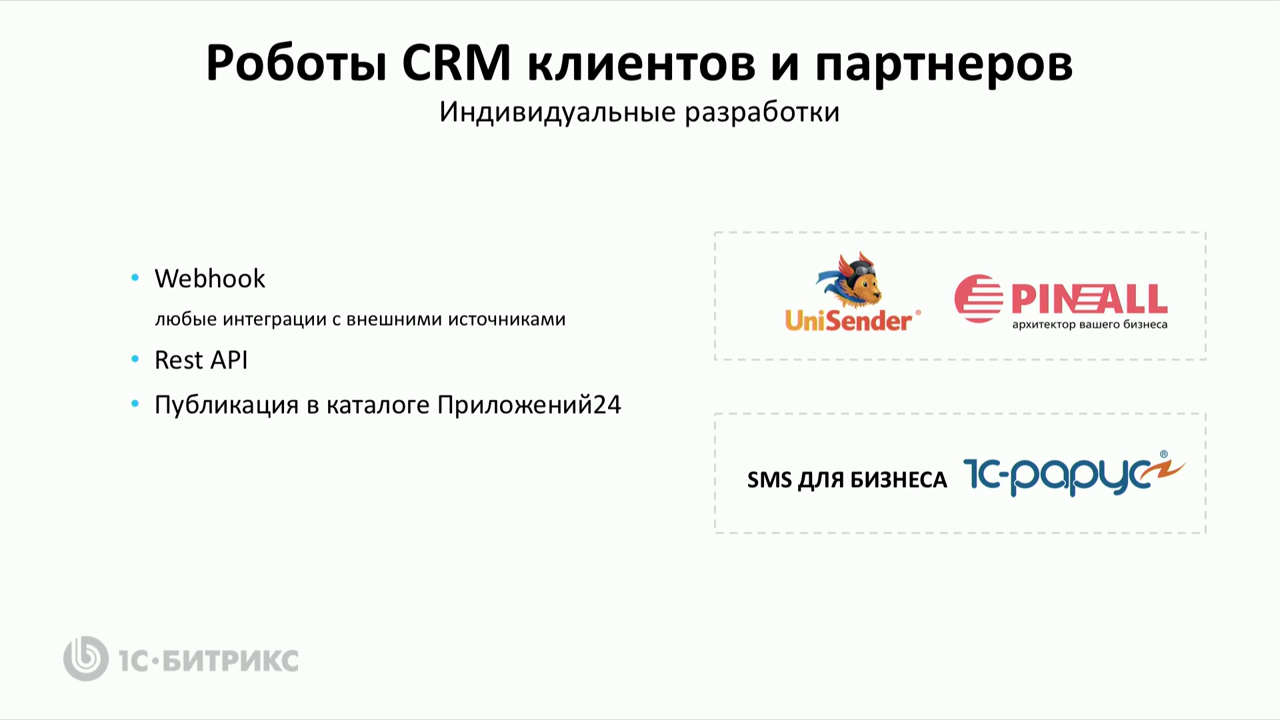 Роботы CRM клиентов и партнеров
Индивидуальные разработки
• Webhook
любые интеграции с внешними источниками
• Rest API
• Публикация в каталоге Приложений24
UniSender®
PINALL
архитектор вашего бизнеса
SMS ДЛЯ БИЗНЕСА
1С-рарус®
1С·БИТРИКС